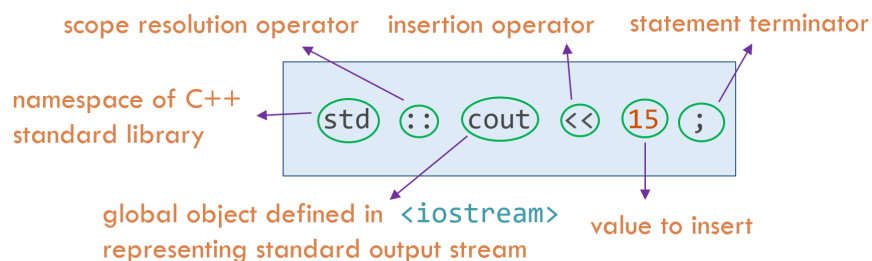 scope resolution operator
insertion operator
statement terminator
namespace of C++
standard library
std :: cout << 15 ;
global object defined in <iostream>
representing standard output stream
value to insert